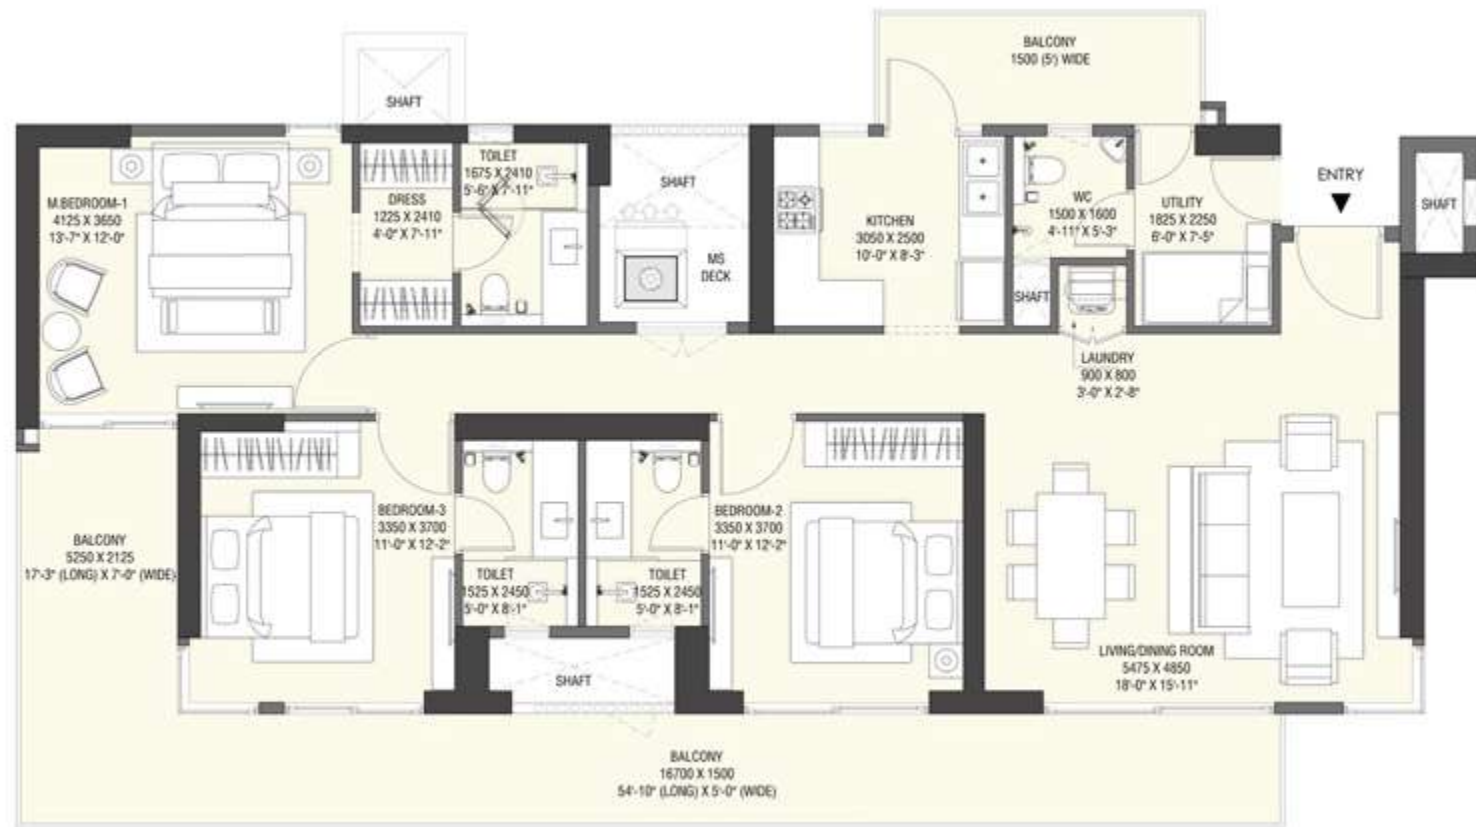 BALCONY
1500 (5') WIDE
SHAFT
M.BEDROOM-1
4125 X 3650
13'-7" X 12'-0"
DRESS
1225 X 2410
4'-0" X 7'-11"
TOILET
1675 X 2410
5'-6" X 7'-11"
SHAFT
MS
DECK
KITCHEN
3050 X 2500
10'-0" X 8'-3"
WC
1500 X 1600
4'-11" X 5'-3"
SHAFT
UTILITY
1825 X 2250
6'-0" X 7'-5"
ENTRY
SHAFT
LAUNDRY
900 X 800
3'-0" X 2'-8"
BALCONY
5250 X 2125
17'-3" (LONG) X 7'-0" (WIDE)
BEDROOM-3
3350 X 3700
11'-0" X 12'-2"
TOILET
1525 X 2450
5'-0" X 8'-1"
TOILET
1525 X 2450
5'-0" X 8'-1"
BEDROOM-2
3350 X 3700
11'-0" X 12'-2"
SHAFT
LIVING/DINING ROOM
5475 X 4850
18'-0" X 15'-11"
BALCONY
16700 X 1500
54'-10" (LONG) X 5'-0" (WIDE)